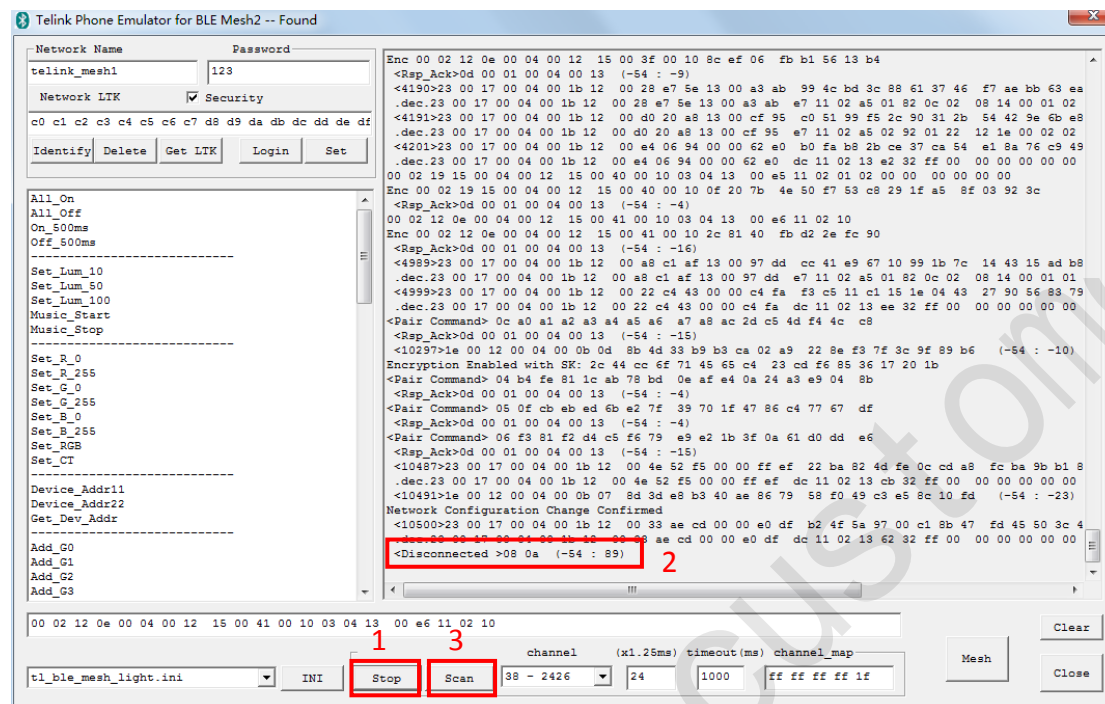 Telink Phone Emulator for BLE Mesh2 -- Found
Network Name Password
telink_mesh1 123
Network LTK Security
c0 c1 c2 c3 c4 c5 c6 c7 d8 d9 da db dc dd de df
Identify Delete Get LTK Login Set
All_On
All_Off
On_500ms
Off_500ms
----------------------------
Set_Lum_10
Set_Lum_50
Set_Lum_100
Music_Start
Music_Stop
----------------------------
Set_R_0
Set_R_255
Set_G_0
Set_G_255
Set_B_0
Set_B_255
Set_RGB
Set_CT
----------------------------
Device_Addr11
Device_Addr22
Get_Dev_Addr
----------------------------
Add_G0
Add_G1
Add_G2
Add_G3
Enc 00 02 12 0e 00 04 00 12 15 00 3f 00 10 8c ef 06 fb b1 56 13 b4
<Rsp_Ack>0d 00 01 00 04 00 13 (-54 : -9)
<4190>23 00 17 00 04 00 1b 12 00 28 e7 5e 13 00 a3 ab 99 4c bd 3c 88 61 37 46 f7 ae bb 63 ea
.dec.23 00 17 00 04 00 1b 12 00 28 e7 5e 13 00 a3 ab e7 11 02 a5 01 82 0c 02 08 14 00 01 02
<4191>23 00 17 00 04 00 1b 12 00 d0 20 a8 13 00 cf 95 c0 51 99 f5 2c 90 31 2b 54 42 9e 6b e8
.dec.23 00 17 00 04 00 1b 12 00 d0 20 a8 13 00 cf 95 e7 11 02 a5 02 92 01 22 12 1e 00 02 02
<4201>23 00 17 00 04 00 1b 12 00 e4 06 94 00 00 62 e0 b0 fa b8 2b ce 37 ca 54 e1 8a 76 c9 49
.dec.23 00 17 00 04 00 1b 12 00 e4 06 94 00 00 62 e0 dc 11 02 13 e2 32 ff 00 00 00 00 00 00
00 02 19 15 00 04 00 12 15 00 40 00 10 03 04 13 00 e5 11 02 01 02 00 00 00 00 00 00
Enc 00 02 19 15 00 04 00 12 15 00 40 00 10 0f 20 7b 4e 50 f7 53 c8 29 1f a5 8f 03 92 3c
<Rsp_Ack>0d 00 01 00 04 00 13 (-54 : -4)
00 02 12 0e 00 04 00 12 15 00 41 00 10 03 04 13 00 e6 11 02 10
Enc 00 02 12 0e 00 04 00 12 15 00 41 00 10 2c 81 40 fb d2 2e fc 90
<Rsp_Ack>0d 00 01 00 04 00 13 (-54 : -16)
<4989>23 00 17 00 04 00 1b 12 00 a8 c1 af 13 00 97 dd cc 41 e9 67 10 99 1b 7c 14 43 15 ad b8
.dec.23 00 17 00 04 00 1b 12 00 a8 c1 af 13 00 97 dd e7 11 02 a5 01 82 0c 02 08 14 00 01 01
<4999>23 00 17 00 04 00 1b 12 00 22 c4 43 00 00 c4 fa f3 c5 11 c1 15 1e 04 43 27 90 56 83 79
.dec.23 00 17 00 04 00 1b 12 00 22 c4 43 00 00 c4 fa dc 11 02 13 ee 32 ff 00 00 00 00 00 00
<Pair Command> 0c a0 a1 a2 a3 a4 a5 a6 a7 a8 ac 2d c5 4d f4 4c c8
<Rsp_Ack>0d 00 01 00 04 00 13 (-54 : -15)
<10297>1e 00 12 00 04 00 0b 0d 8b 4d 33 b9 b3 ca 02 a9 22 8e f3 7f 3c 9f 89 b6 (-54 : -10)
Encryption Enabled with SK: 2c 44 cc 6f 71 45 65 c4 23 cd f6 85 36 17 20 1b
<Pair Command> 04 b4 fe 81 1c ab 78 bd 0e af e4 0a 24 a3 e9 04 8b
<Rsp_Ack>0d 00 01 00 04 00 13 (-54 : -4)
<Pair Command> 05 0f cb eb ed 6b e2 7f 39 70 1f 47 86 c4 77 67 df
<Rsp_Ack>0d 00 01 00 04 00 13 (-54 : -4)
<Pair Command> 06 f3 81 f2 d4 c5 f6 79 e9 e2 1b 3f 0a 61 d0 dd e6
<Rsp_Ack>0d 00 01 00 04 00 13 (-54 : -15)
<10487>23 00 17 00 04 00 1b 12 00 4e 52 f5 00 00 ff ef 22 ba 82 4d fe 0c cd a8 fc ba 9b b1 8
.dec.23 00 17 00 04 00 1b 12 00 4e 52 f5 00 00 ff ef dc 11 02 13 cb 32 ff 00 00 00 00 00 00
<10491>1e 00 12 00 04 00 0b 07 8d 3d e8 b3 40 ae 86 79 58 f0 49 c3 e5 8c 10 fd (-54 : -23)
Network Configuration Change Confirmed
<10500>23 00 17 00 04 00 1b 12 00 33 ae cd 00 00 e0 df b2 4f 5a 97 00 c1 8b 47 fd 45 50 3c 4
.dec.23 00 17 00 04 00 1b 12 00 33 ae cd 00 00 e0 df dc 11 02 13 62 32 ff 00 00 00 00 00 00
<Disconnected >08 0a (-54 : 89)
2
00 02 12 0e 00 04 00 12 15 00 41 00 10 03 04 13 00 e6 11 02 10
Clear
1 3
channel (x1.25ms) timeout(ms) channel_map
tl_ble_mesh_light.ini INI Stop Scan 38 - 2426 24 1000 ff ff ff ff 1f Mesh Close
custom